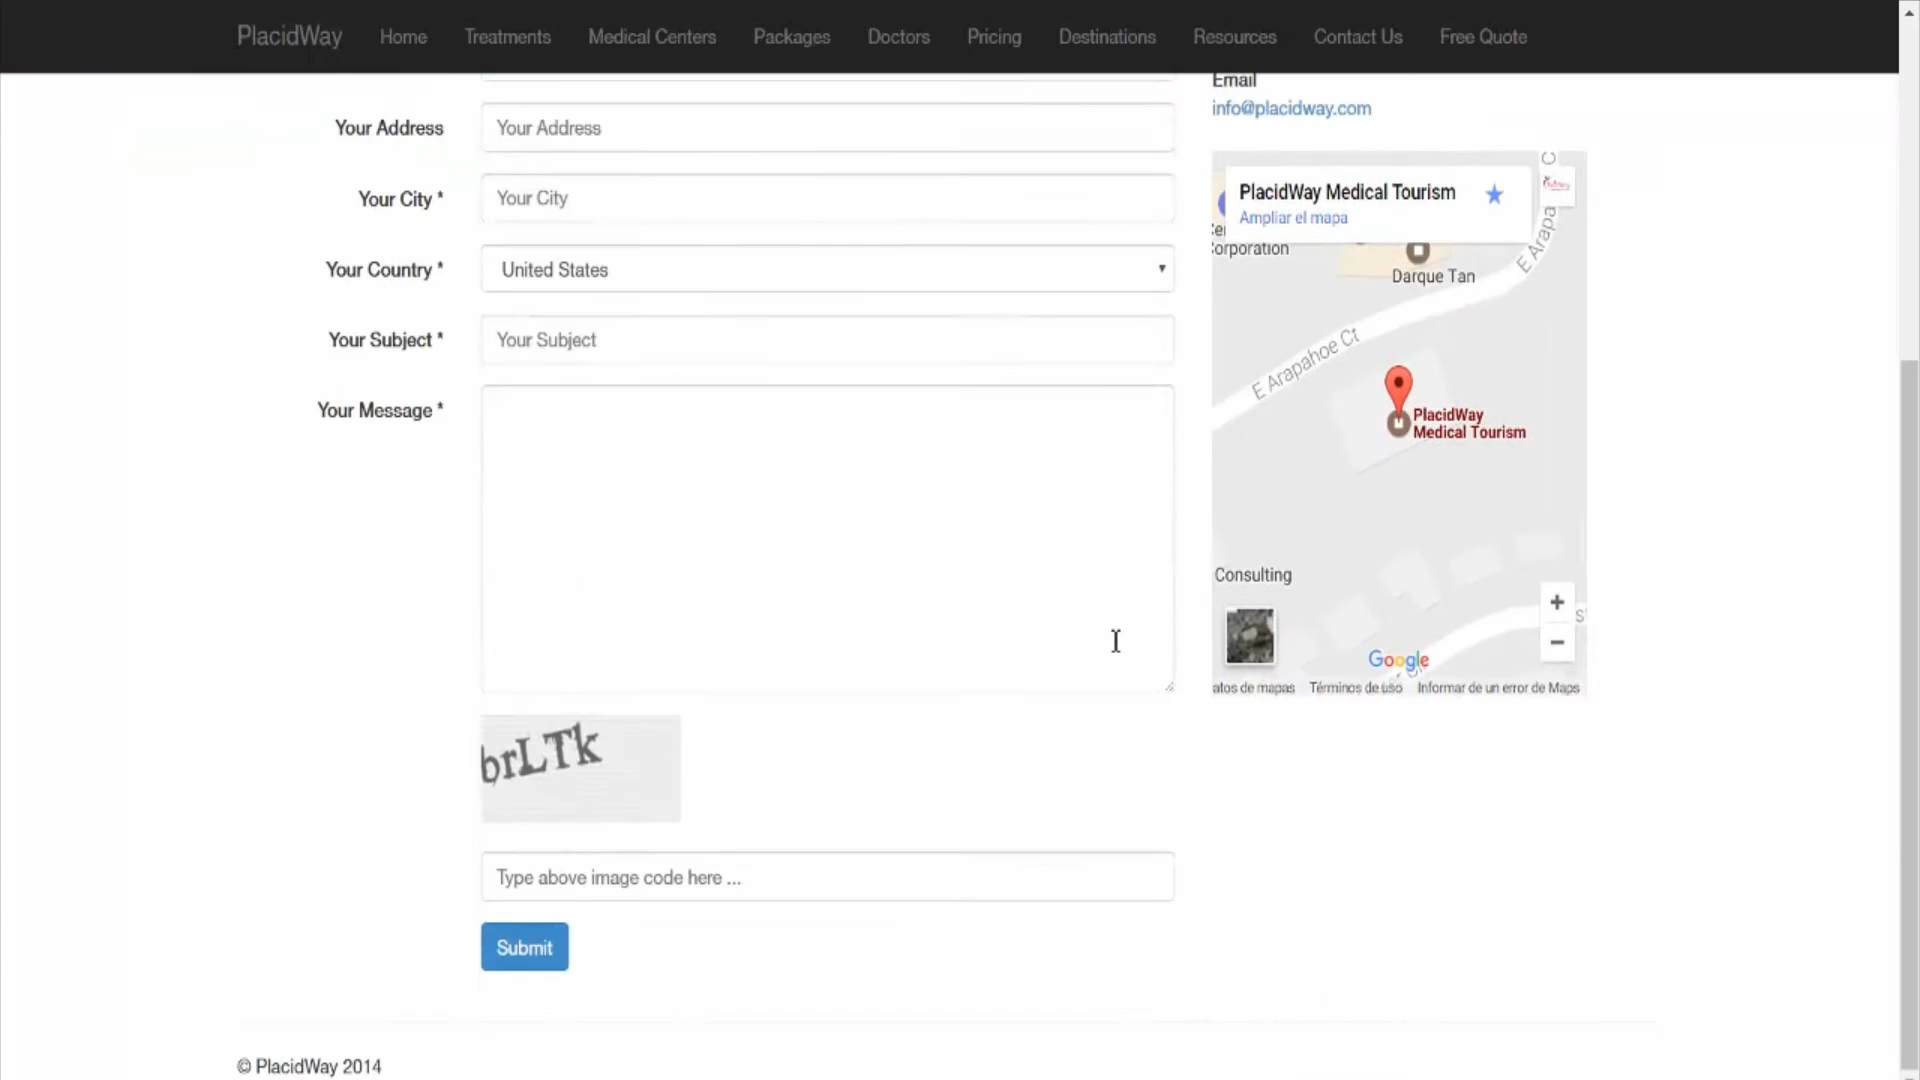 PlacidWay Home Treatments Medical Centers Packages Doctors Pricing Destinations Resources Contact Us Free Quote
Email
info@placidway.com
Your Address Your Address
Your City * Your City
Your Country * United States
Your Subject * Your Subject
Your Message *
PlacidWay Medical Tourism
Ampliar el mapa
Corporation
Darque Tan
E Arapahoe Ct
E Arapa
PlacidWay
Medical Tourism
Consulting
Google
atos de mapas Términos de uso Informar de un error de Maps
brLTk
Type above image code here ...
Submit
© PlacidWay 2014